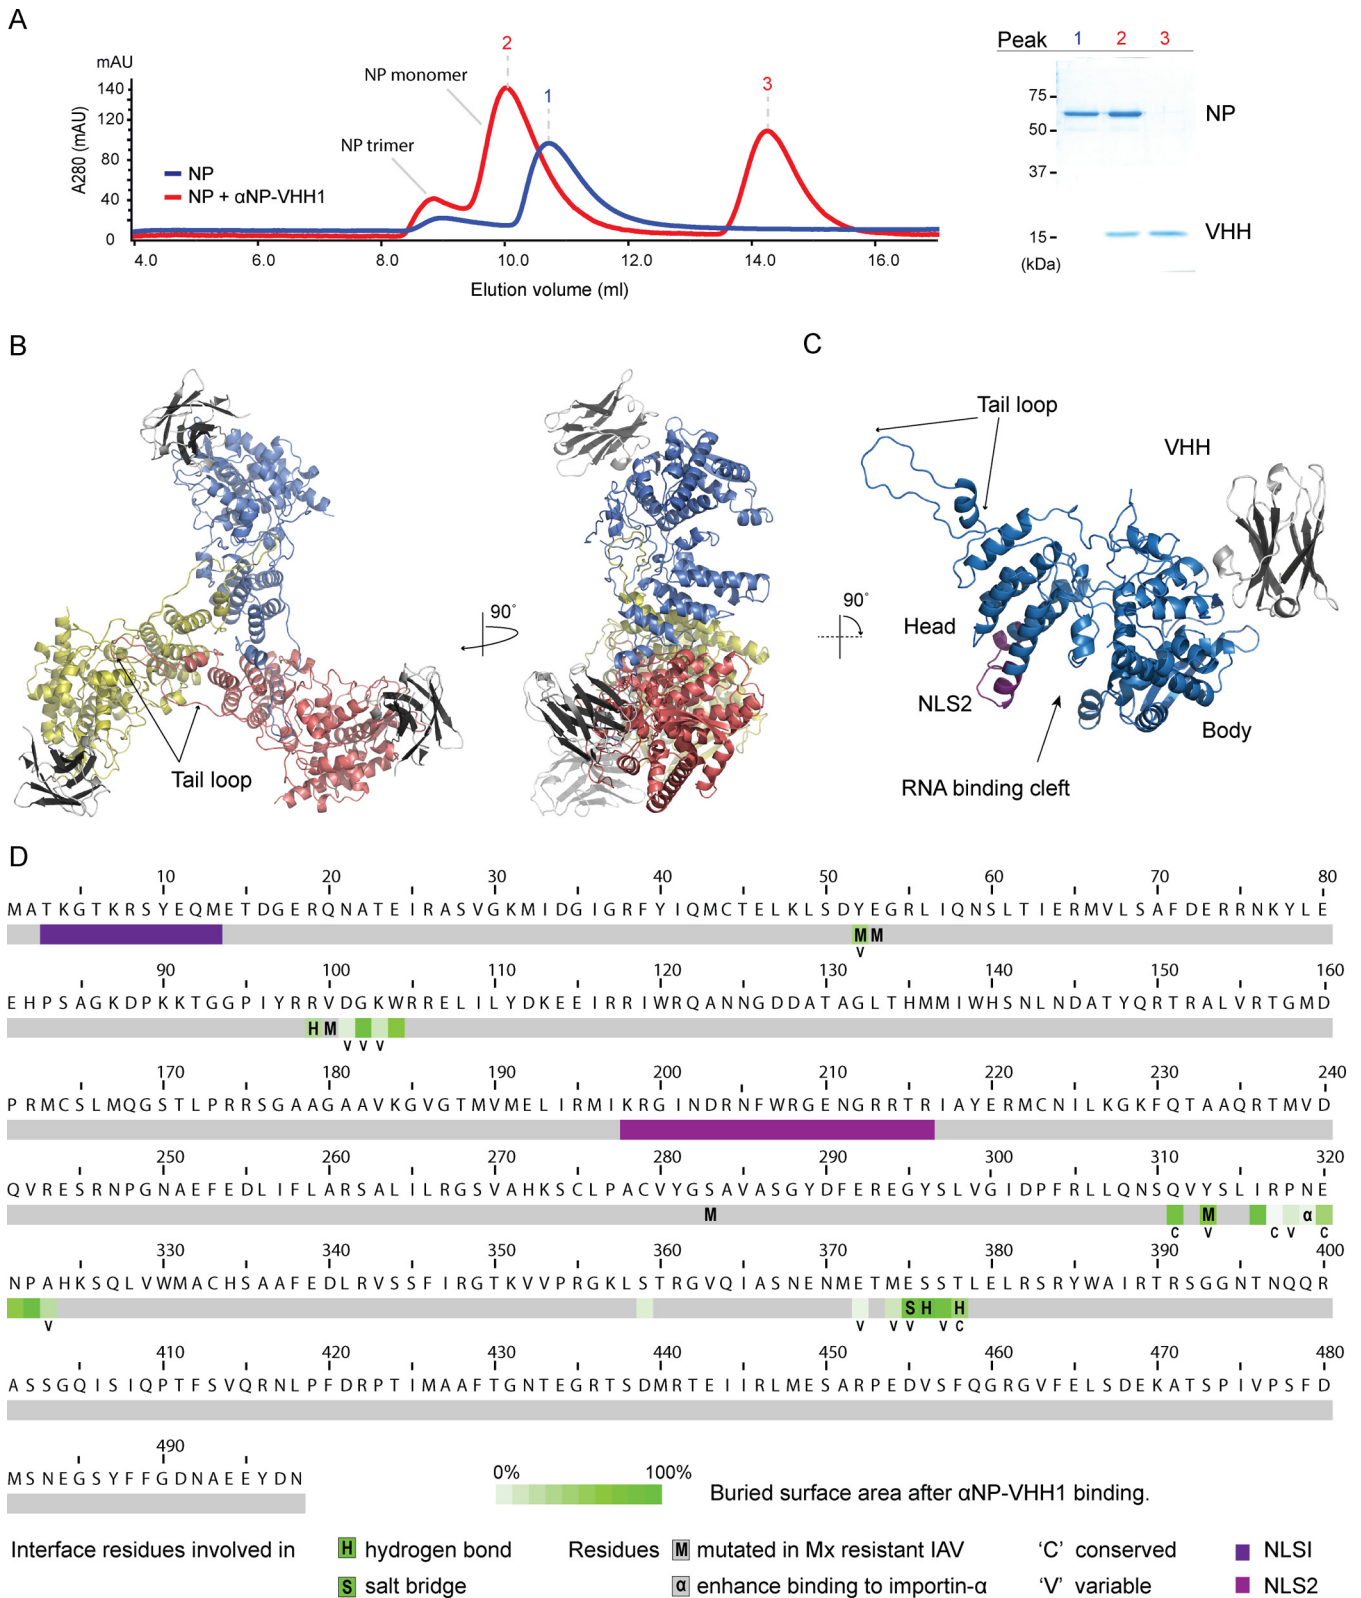 A
mAU
140
120
80
40
0
A280 (mAU)
4.0 6.0 8.0 10.0 12.0 14.0 16.0
Elution volume (ml)
NP
NP + αNP-VHH1
NP monomer
NP trimer
2
1
3
Peak 1 2 3
75
50
37
15
(kDa)
NP
VHH
B
90°
Tail loop
C
90°
Tail loop
VHH
Head
NLS2
Body
RNA binding cleft
D
10 20 30 40 50 60 70 80
M A T K G T K R S Y E Q M E T D G E R Q N A T E I R A S V G K M I D G I G R F Y I Q M C T E L K L S D Y E G R L I Q N S L T I E R M V L S A F D E R R N K Y L E
M M
V
90 100 110 120 130 140 150 160
E H P S A G K D P K K T G G P I Y R R V D G K W R R E L I L Y D K E E I R R I W R Q A N N G D D A T A G L T H M M I W H S N L N D A T Y Q R T R A L V R T G M D
H M
V V V
170 180 190 200 210 220 230 240
P R M C S L M Q G S T L P R R S G A A G A A V K G V G T M V M E L I R M I K R G I N D R N F W R G E N G R R T R I A Y E R M C N I L K G K F Q T A A Q R T M V D
250 260 270 280 290 300 310 320
Q V R E S R N P G N A E F E D L I F L A R S A L I L R G S V A H K S C L P A C V Y G S A V A S G Y D F E R E G Y S L V G I D P F R L L Q N S Q V Y S L I R P N E
M M α
C V C V C
330 340 350 360 370 380 390 400
N P A H K S Q L V W M A C H S A A F E D L R V S S F I R G T K V V P R G K L S T R G V Q I A S N E N M E T M E S S T L E L R S R Y W A I R T R S G G N T N Q Q R
S H H
V V V V V C
410 420 430 440 450 460 470 480
A S S G Q I S I Q P T F S V Q R N L P F D R P T I M A A F T G N T E G R T S D M R T E I I R L M E S A R P E D V S F Q G R G V F E L S D E K A T S P I V P S F D
490
M S N E G S Y F F G D N A E E Y D N
0% 100%
Buried surface area after αNP-VHH1 binding.
Interface residues involved in H hydrogen bond
S salt bridge
Residues M mutated in Mx resistant IAV
α enhance binding to importin-α
'C' conserved
'V' variable
NLSI
NLS2